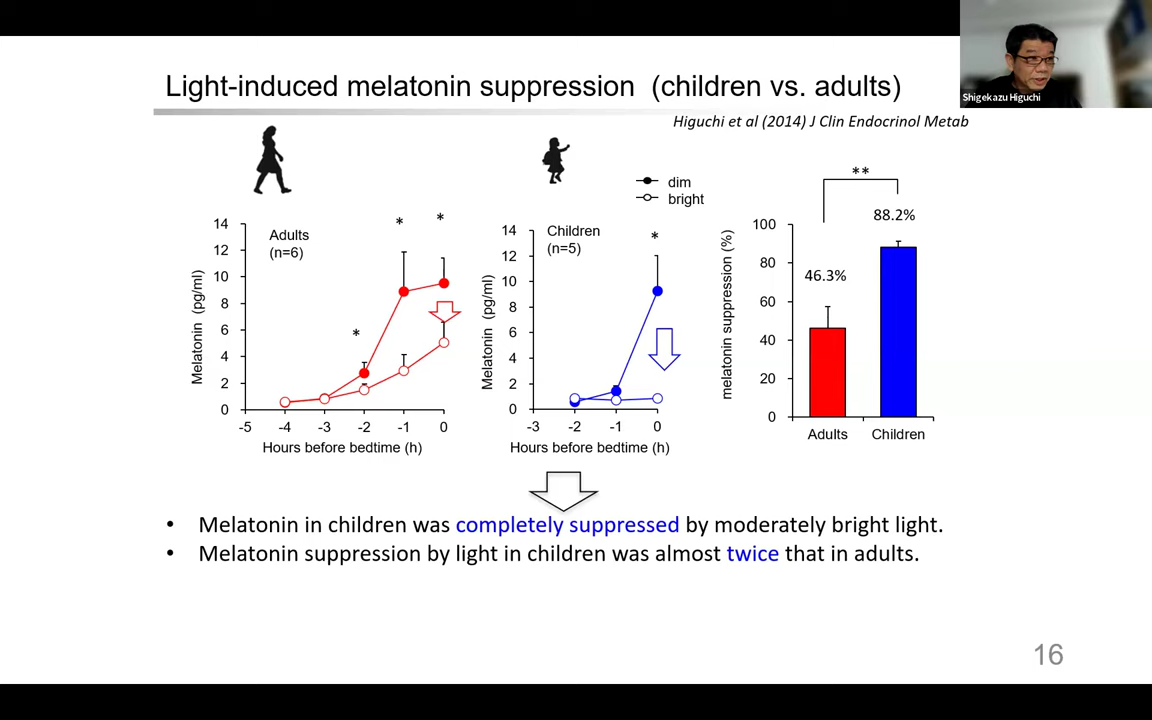 Shigekazu Higuchi
Light-induced melatonin suppression (children vs. adults)
Higuchi et al (2014) J Clin Endocrinol Metab
dim
bright
Adults
(n=6)
* * *
Melatonin (pg/ml)
14
12
10
8
6
4
2
0
-5 -4 -3 -2 -1 0
Hours before bedtime (h)
Children
(n=5)
*
Melatonin (pg/ml)
14
12
10
8
6
4
2
0
-3 -2 -1 0
Hours before bedtime (h)
**
88.2%
46.3%
melatonin suppression (%)
100
80
60
40
20
0
Adults Children
• Melatonin in children was completely suppressed by moderately bright light.
• Melatonin suppression by light in children was almost twice that in adults.
16